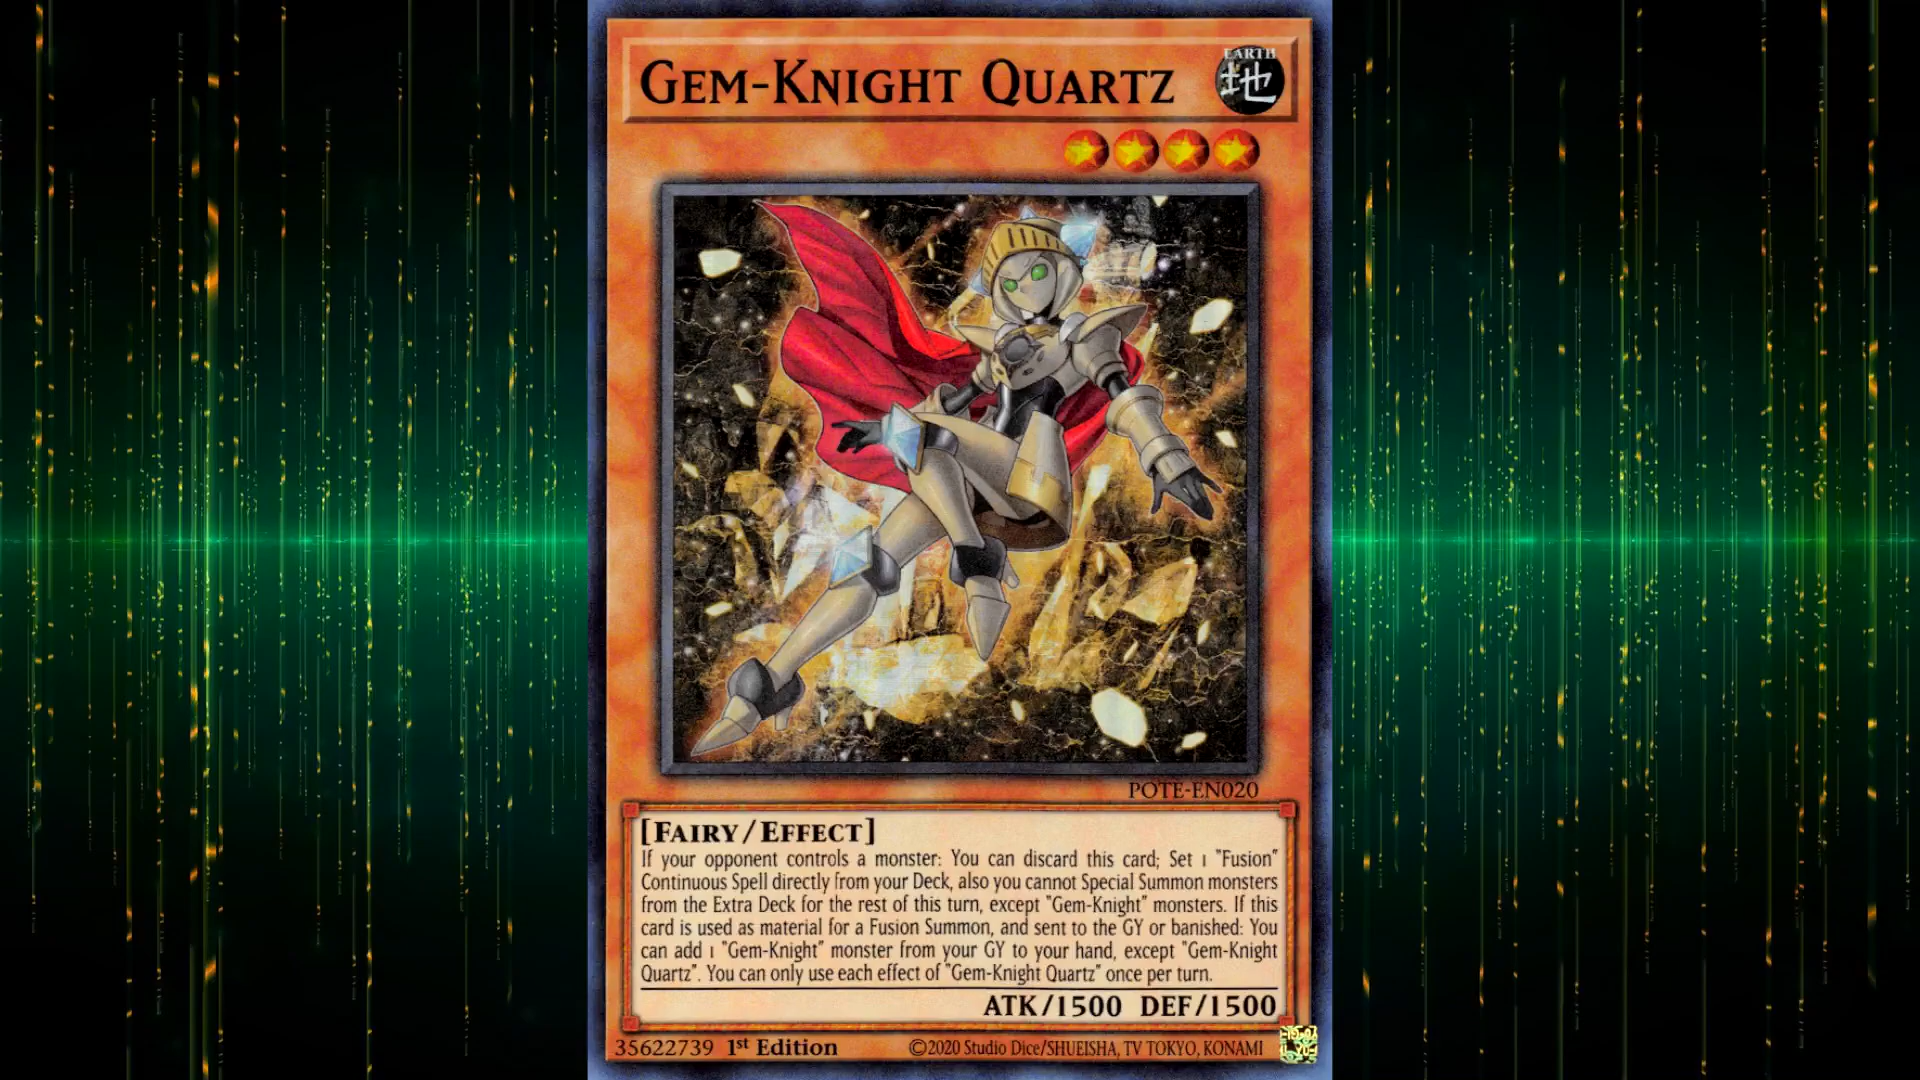 GEM-KNIGHT QUARTZ
EARTH
地
POTE-EN020
[FAIRY/EFFECT]
If your opponent controls a monster: You can discard this card; Set 1 "Fusion"
Continuous Spell directly from your Deck, also you cannot Special Summon monsters
from the Extra Deck for the rest of this turn, except "Gem-Knight" monsters. If this
card is used as material for a Fusion Summon, and sent to the GY or banished: You
can add 1 "Gem-Knight" monster from your GY to your hand, except "Gem-Knight
Quartz". You can only use each effect of "Gem-Knight Quartz" once per turn.
ATK/1500 DEF/1500
35622739 1st Edition ©2020 Studio Dice/SHUEISHA, TV TOKYO, KONAMI